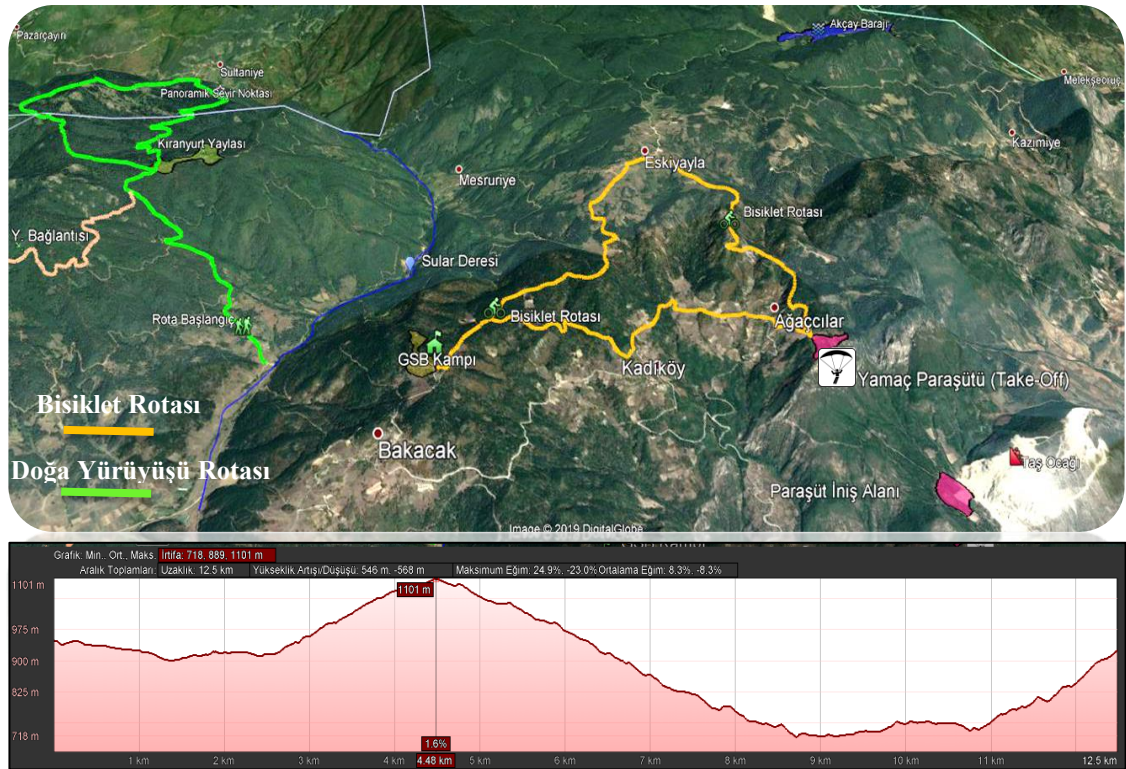 Pazarçayırı
Akçay Barajı
Sultaniye
Panoramik Seyir Noktası
Kıranyurt Yaylası
Kazımiye
Eskiyayla
Mesruriye
Bisiklet Rotası
Y. Bağlantısı
Sular Deresi
Rota Başlangıç
Bisiklet Rotası
Ağaçcılar
GSB Kampı
Kadıköy
Yamaç Paraşütü (Take-Off)
Bisiklet Rotası
Bakacak
Doğa Yürüyüşü Rotası
Taş Ocağı
Paraşüt İniş Alanı
Image © 2019 DigitalGlobe
Grafik: Min., Ort., Maks. İrtifa: 718, 889, 1101 m
Aralık Toplamları: Uzaklık: 12.5 km Yükseklik Artışı/Düşüşü: 546 m. -568 m Maksimum Eğim: 24.9%. -23.0% Ortalama Eğim: 8.3%. -8.3%
1101 m
1101 m
975 m
900 m
825 m
718 m
1.6%
1 km 2 km 3 km 4 km 4.48 km 5 km 6 km 7 km 8 km 9 km 10 km 11 km 12.5 km